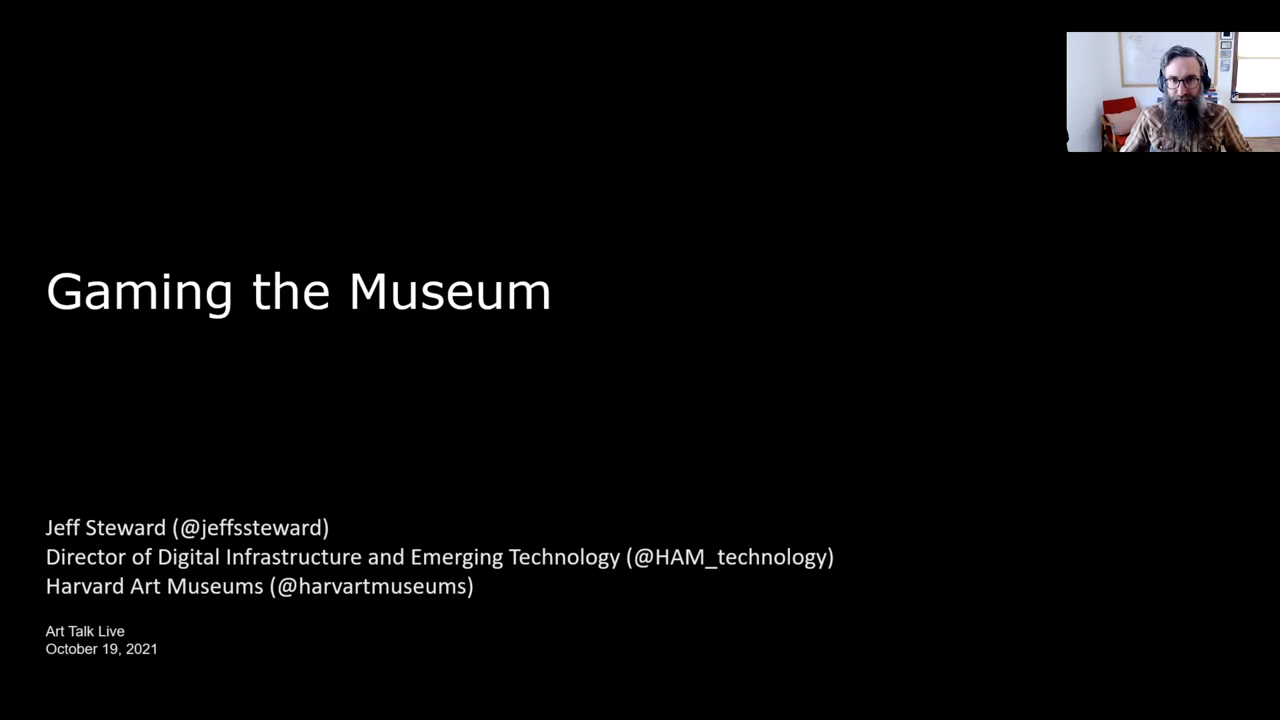 Gaming the Museum
Jeff Steward (@jeffssteward)
Director of Digital Infrastructure and Emerging Technology (@HAM_technology)
Harvard Art Museums (@harvartmuseums)
Art Talk Live
October 19, 2021